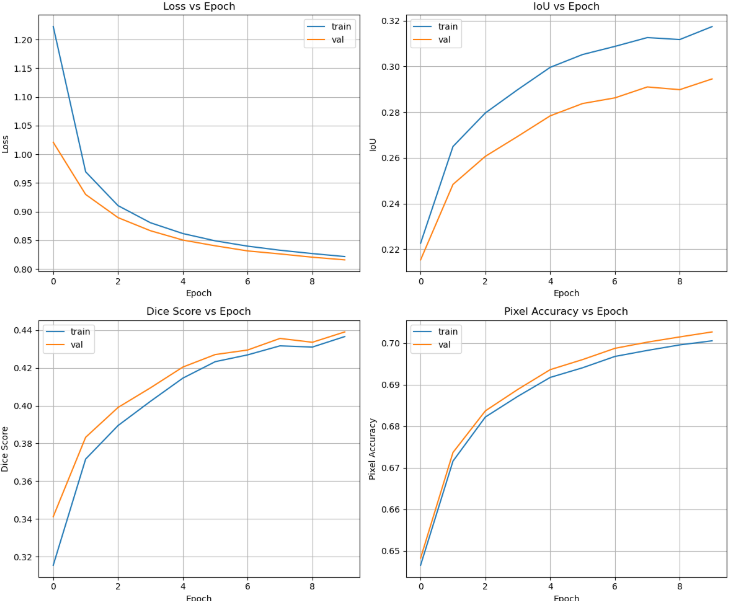 Loss vs Epoch
train
val
1.20
1.15
1.10
1.05
1.00
0.95
0.90
0.85
0.80
Loss
0 2 4 6 8
Epoch
IoU vs Epoch
train
val
0.32
0.30
0.28
0.26
0.24
0.22
IoU
0 2 4 6 8
Epoch
Dice Score vs Epoch
train
val
0.44
0.42
0.40
0.38
0.36
0.34
0.32
Dice Score
0 2 4 6 8
Epoch
Pixel Accuracy vs Epoch
train
val
0.70
0.69
0.68
0.67
0.66
0.65
Pixel Accuracy
0 2 4 6 8
Epoch